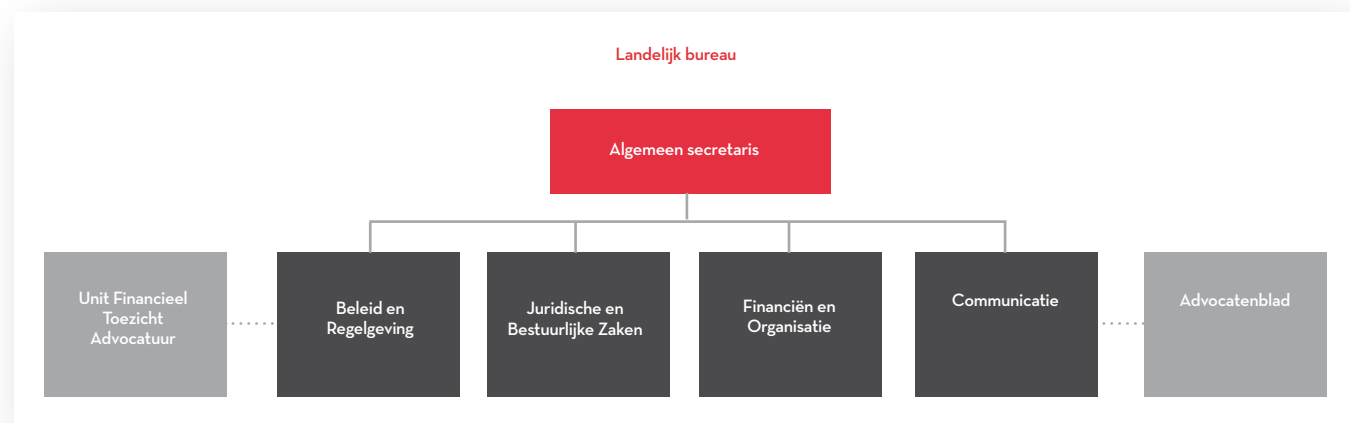 Landelijk bureau
Algemeen secretaris
Unit Financieel
Toezicht
Advocatuur
Beleid en
Regelgeving
Juridische en
Bestuurlijke Zaken
Financiën en
Organisatie
Communicatie
Advocatenblad